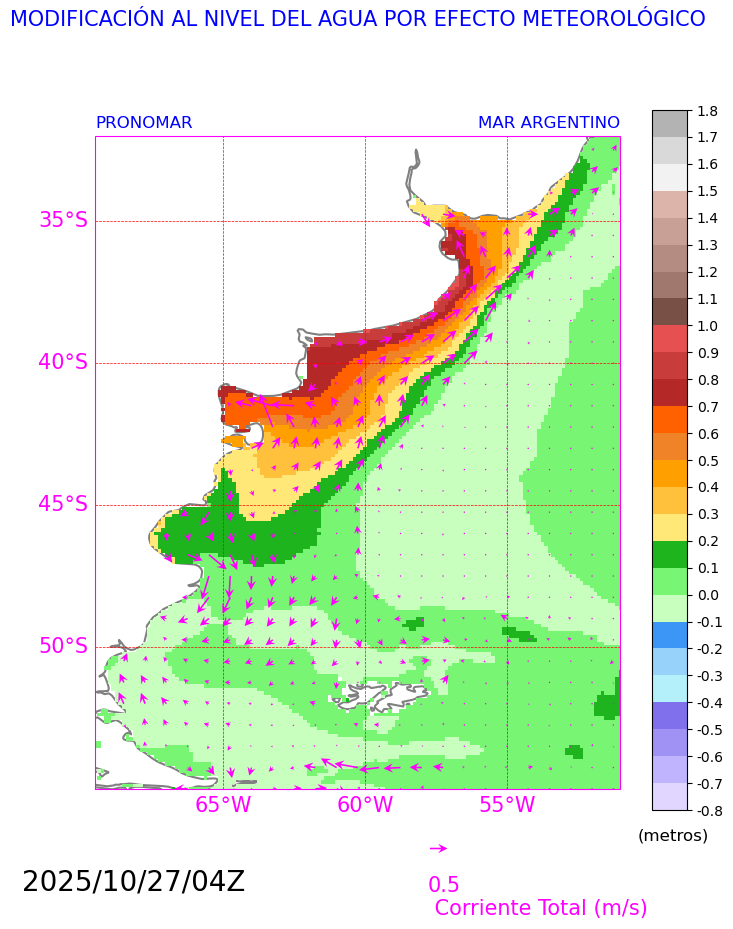 MODIFICACIÓN AL NIVEL DEL AGUA POR EFECTO METEOROLÓGICO
PRONOMAR MAR ARGENTINO
35°S
40°S
45°S
50°S
65°W 60°W 55°W
1.8
1.7
1.6
1.5
1.4
1.3
1.2
1.1
1.0
0.9
0.8
0.7
0.6
0.5
0.4
0.3
0.2
0.1
0.0
-0.1
-0.2
-0.3
-0.4
-0.5
-0.6
-0.7
-0.8
(metros)
2025/10/27/04Z
0.5
Corriente Total (m/s)